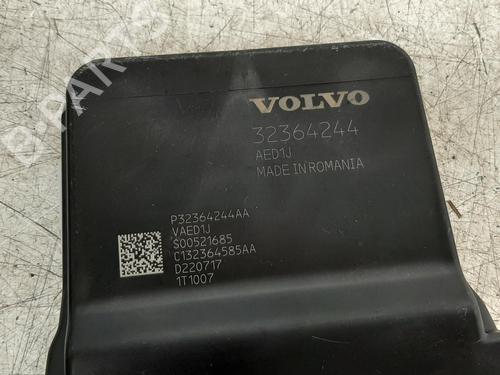 VOLVO
32364244
AED1J
MADE IN ROMANIA
P32364244AA
VAED1J
S00521685
C132364585AA
D220717
1T1007
B-PARTS